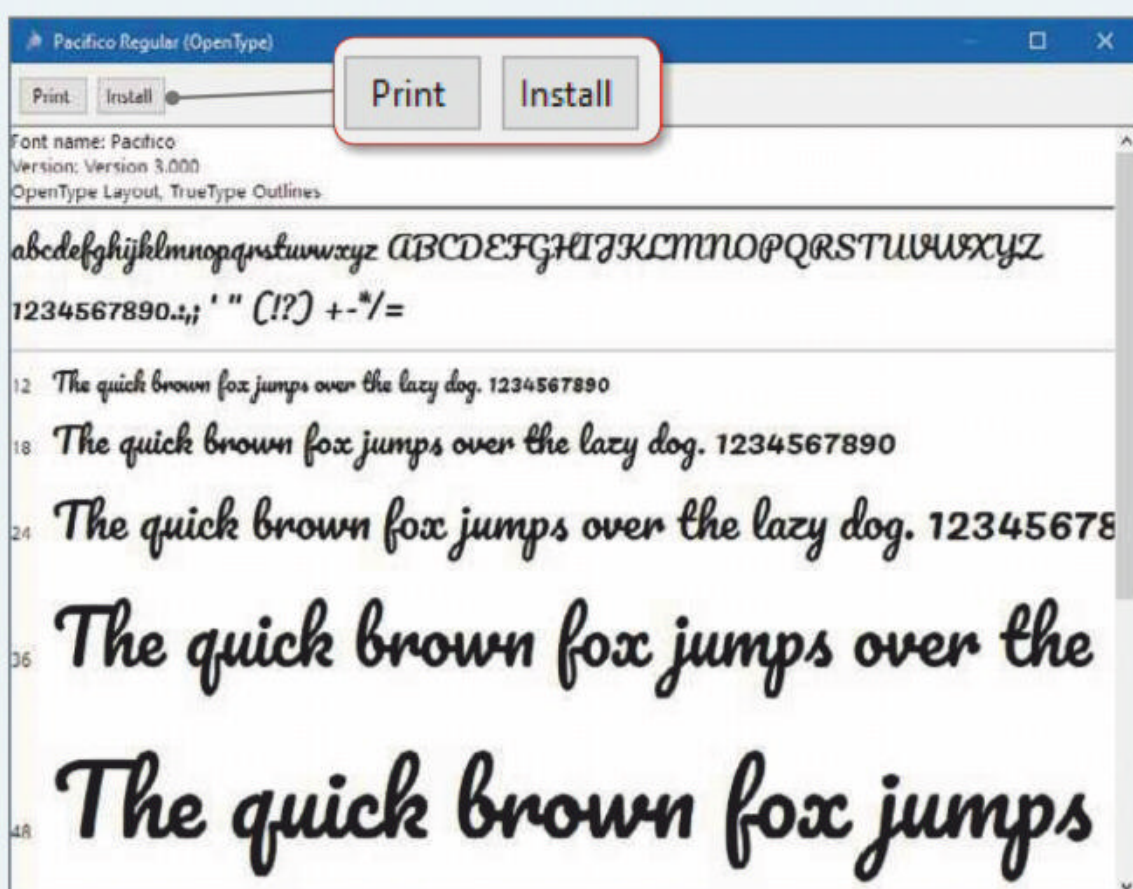 Pacifico Regular (OpenType)
Print Install
Print Install
Font name: Pacifico
Version: Version 3.000
OpenType Layout, TrueType Outlines
abcdefghijklmnopqrstuvwxyz ABCDEFGHIJKLMNOPQRSTUVWXYZ
1234567890.:,; ' " (!?) +-*/=
12 The quick brown fox jumps over the lazy dog. 1234567890
18 The quick brown fox jumps over the lazy dog. 1234567890
24 The quick brown fox jumps over the lazy dog. 12345678
36 The quick brown fox jumps over the
48 The quick brown fox jumps